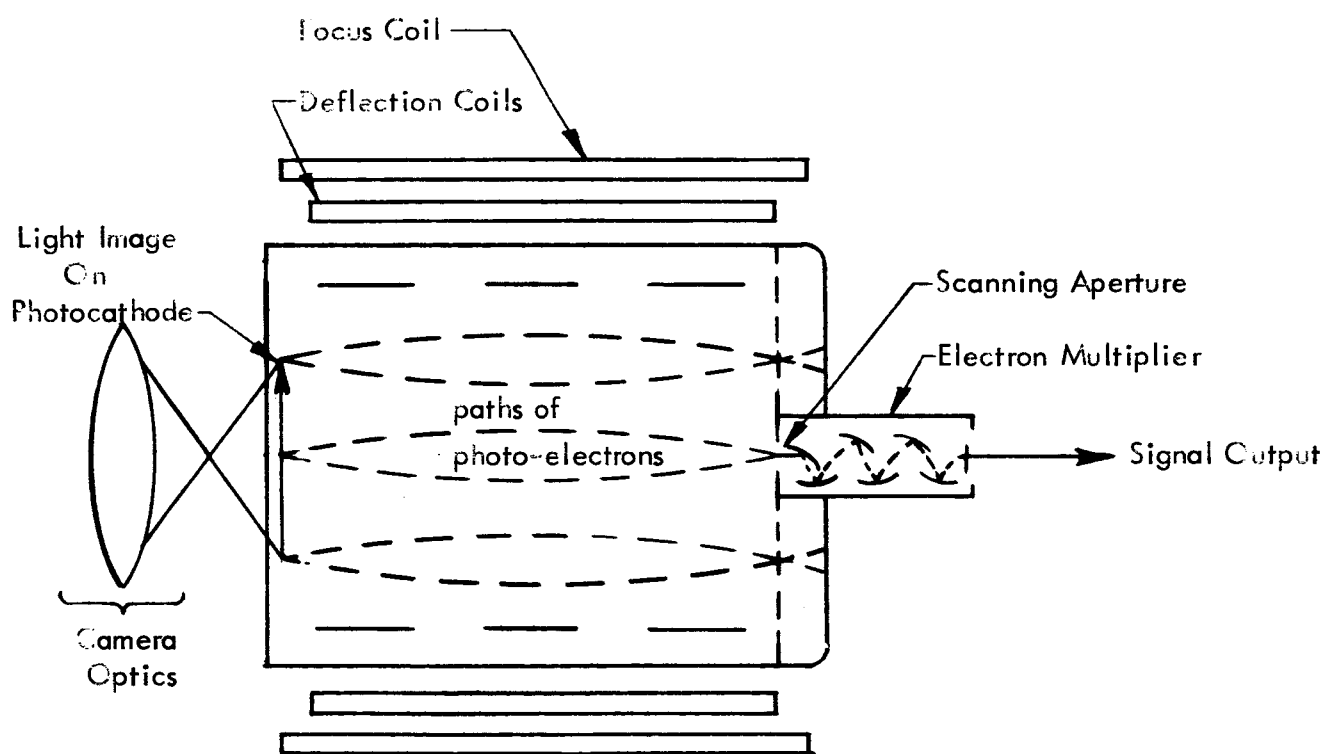 Focus Coil
Deflection Coils
Light Image
On
Photocathode
Scanning Aperture
Electron Multiplier
paths of
photo-electrons
Signal Output
Camera
Optics